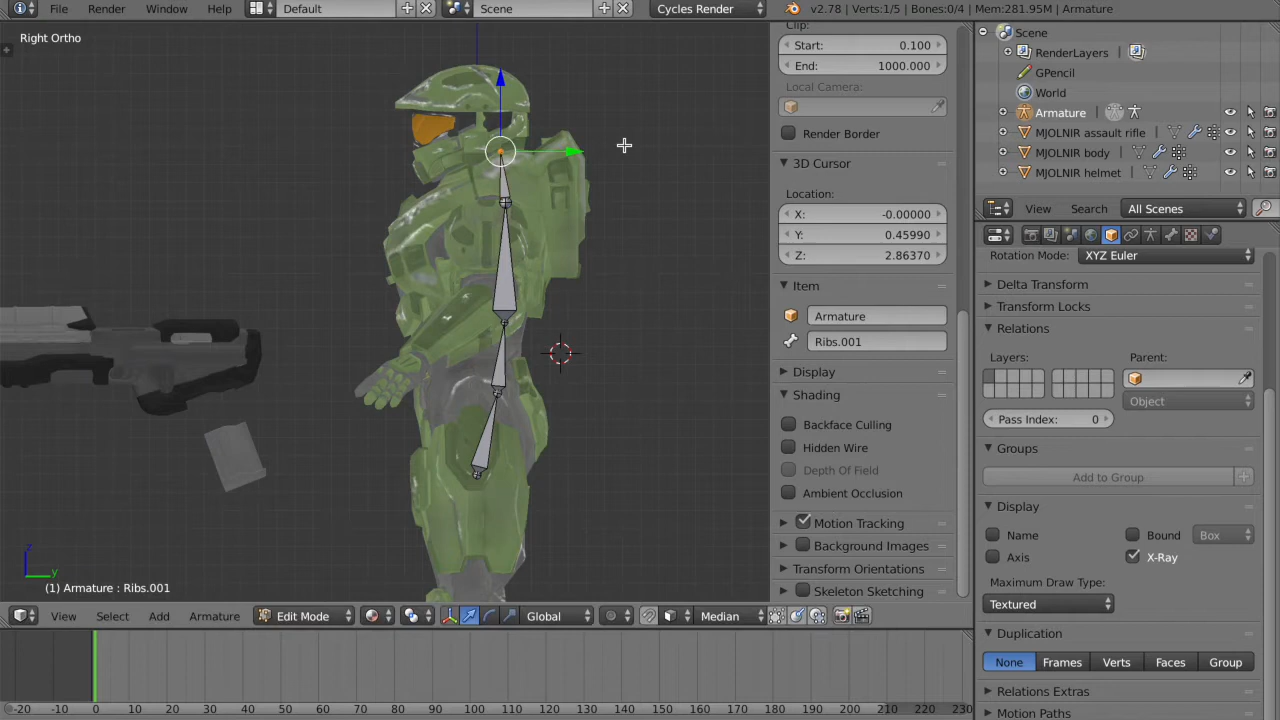 File Render Window Help Default Scene Cycles Render v2.78 | Verts:1/5 | Bones:0/4 | Mem:281.95M | Armature
Right Ortho
(1) Armature : Ribs.001
z
y
Clip:
Start: 0.100
End: 1000.000
Local Camera:
Render Border
3D Cursor
Location:
X: -0.00000
Y: 0.45990
Z: 2.86370
Item
Armature
Ribs.001
Display
Shading
Backface Culling
Hidden Wire
Depth Of Field
Ambient Occlusion
Motion Tracking
Background Images
Transform Orientations
Skeleton Sketching
Scene
RenderLayers
GPencil
World
Armature
MJOLNIR assault rifle
MJOLNIR body
MJOLNIR helmet
View Search All Scenes
Rotation Mode: XYZ Euler
Delta Transform
Transform Locks
Relations
Layers: Parent:
Object
Pass Index: 0
Groups
Add to Group
Display
Name Bound Box
Axis X-Ray
Maximum Draw Type:
Textured
Duplication
None Frames Verts Faces Group
Relations Extras
Motion Paths
View Select Add Armature Edit Mode Global Median
-20 -10 0 10 20 30 40 50 60 70 80 90 100 110 120 130 140 150 160 170 180 190 200 210 220 230